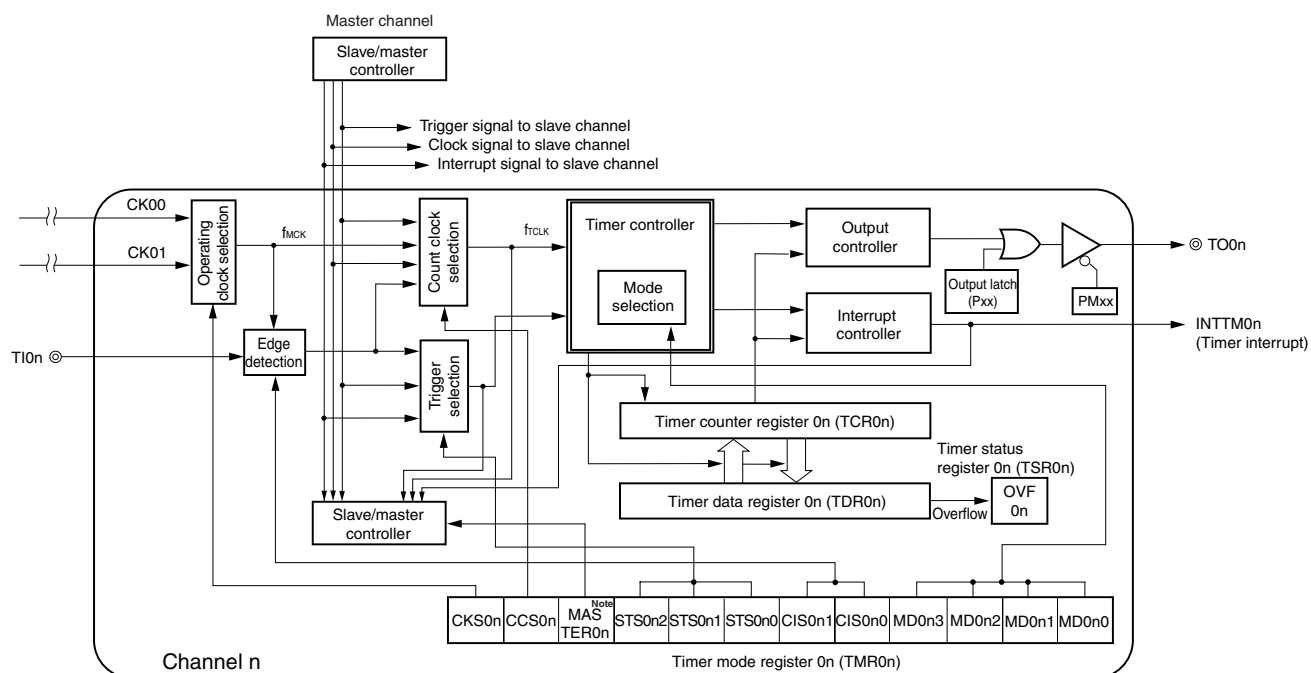 Master channel
Slave/master
controller
Trigger signal to slave channel
Clock signal to slave channel
Interrupt signal to slave channel
CK00
CK01
Operating
clock selection
fMCK
Count clock
selection
fTCLK
Timer controller
Mode
selection
Output
controller
Output latch
(Pxx)
PMxx
TO0n
Interrupt
controller
INTTM0n
(Timer interrupt)
TI0n
Edge
detection
Trigger
selection
Timer counter register 0n (TCR0n)
Timer status
register 0n (TSR0n)
Timer data register 0n (TDR0n)
Overflow
OVF
0n
Slave/master
controller
CKS0n
CCS0n
MAS
Note
TER0n
STS0n2
STS0n1
STS0n0
CIS0n1
CIS0n0
MD0n3
MD0n2
MD0n1
MD0n0
Channel n
Timer mode register 0n (TMR0n)